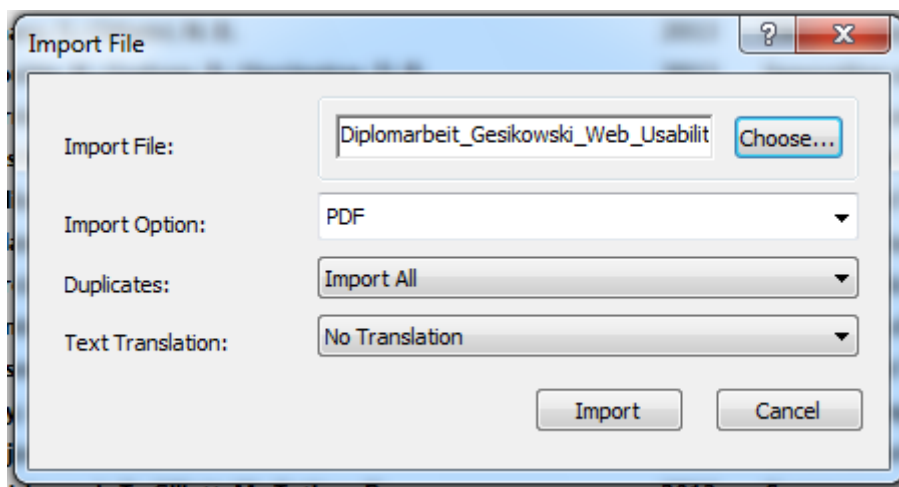 Import File
Import File:
Diplomarbeit_Gesikowski_Web_Usabilit
Choose...
Import Option:
PDF
Duplicates:
Import All
Text Translation:
No Translation
Import
Cancel